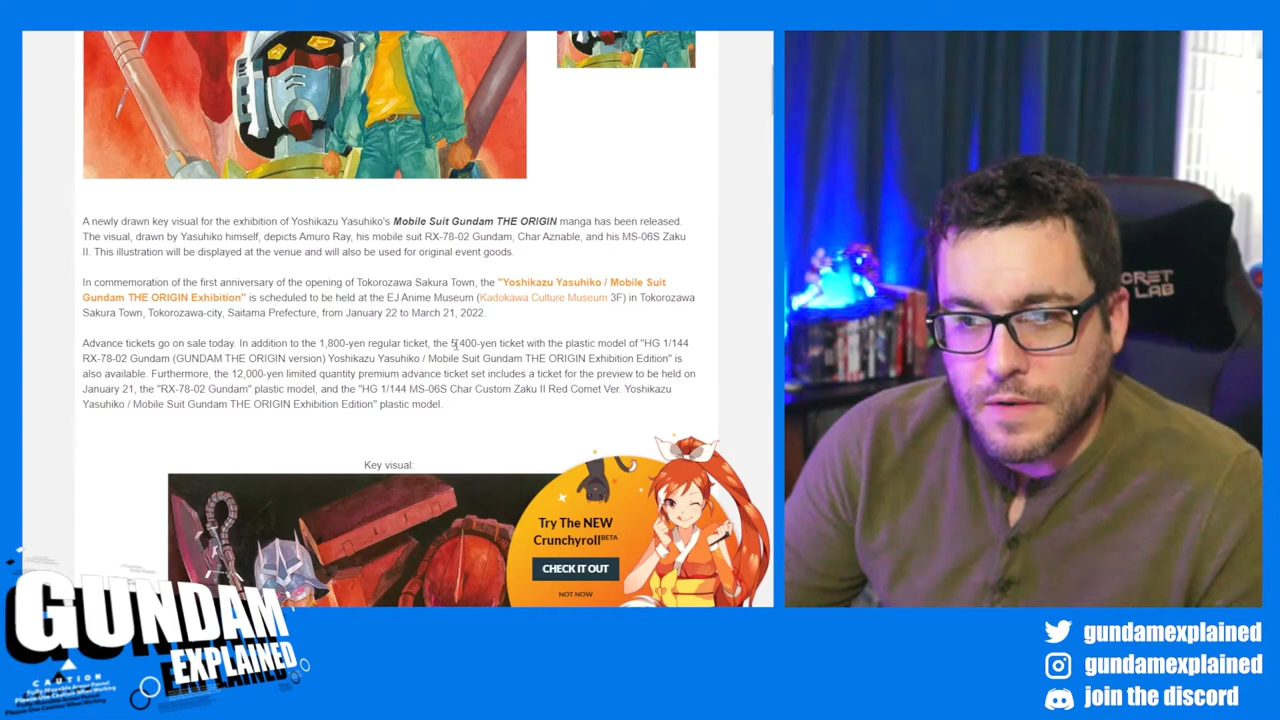 A newly drawn key visual for the exhibition of Yoshikazu Yasuhiko's Mobile Suit Gundam THE ORIGIN manga has been released.
The visual, drawn by Yasuhiko himself, depicts Amuro Ray, his mobile suit RX-78-02 Gundam, Char Aznable, and his MS-06S Zaku
II. This illustration will be displayed at the venue and will also be used for original event goods.
In commemoration of the first anniversary of the opening of Tokorozawa Sakura Town, the "Yoshikazu Yasuhiko / Mobile Suit
Gundam THE ORIGIN Exhibition" is scheduled to be held at the EJ Anime Museum (Kadokawa Culture Museum 3F) in Tokorozawa
Sakura Town, Tokorozawa-city, Saitama Prefecture, from January 22 to March 21, 2022.
Advance tickets go on sale today. In addition to the 1,800-yen regular ticket, the 5,400-yen ticket with the plastic model of "HG 1/144
RX-78-02 Gundam (GUNDAM THE ORIGIN version) Yoshikazu Yasuhiko / Mobile Suit Gundam THE ORIGIN Exhibition Edition" is
also available. Furthermore, the 12,000-yen limited quantity premium advance ticket set includes a ticket for the preview to be held on
January 21, the "RX-78-02 Gundam" plastic model, and the "HG 1/144 MS-06S Char Custom Zaku II Red Comet Ver. Yoshikazu
Yasuhiko / Mobile Suit Gundam THE ORIGIN Exhibition Edition" plastic model.
Key visual:
Try The NEW
Crunchyroll BETA
CHECK IT OUT
NOT NOW
GUNDAM
EXPLAINED
CAUTION
gundamexplained
gundamexplained
join the discord